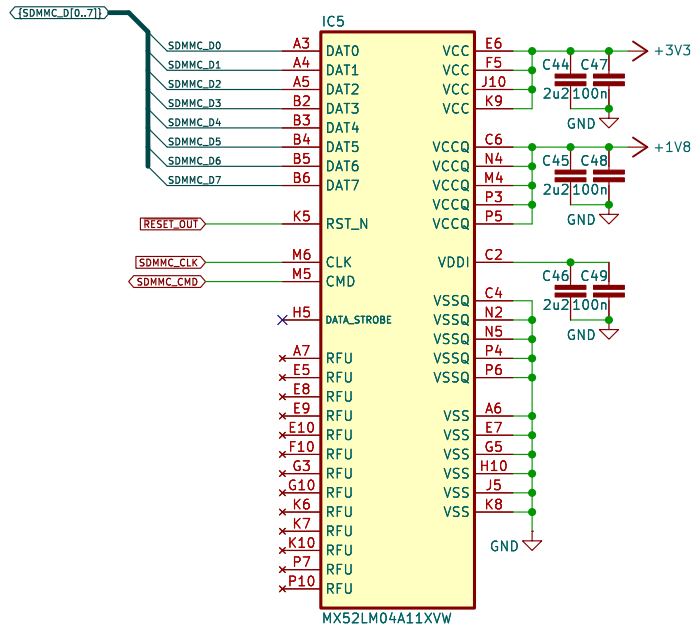 {SDMMC_D[0..7]}
IC5
SDMMC_D0 A3 DAT0 VCC E6 +3V3
SDMMC_D1 A4 DAT1 VCC F5 C44 C47
SDMMC_D2 A5 DAT2 VCC J10 2u2 100n
SDMMC_D3 B2 DAT3 VCC K9
SDMMC_D4 B3 DAT4 GND
SDMMC_D5 B4 DAT5 VCCQ C6 +1V8
SDMMC_D6 B5 DAT6 VCCQ N4 C45 C48
SDMMC_D7 B6 DAT7 VCCQ M4 2u2 100n
VCCQ P3
RESET_OUT K5 RST_N VCCQ P5 GND
SDMMC_CLK M6 CLK VDDI C2
SDMMC_CMD M5 CMD C46 C49
VSSQ C4 2u2 100n
H5 DATA_STROBE VSSQ N2
VSSQ N5 GND
A7 RFU VSSQ P4
E5 RFU VSSQ P6
E8 RFU
E9 RFU VSS A6
E10 RFU VSS E7
F10 RFU VSS G5
G3 RFU VSS H10
G10 RFU VSS J5
K6 RFU VSS K8
K7 RFU
K10 RFU GND
P7 RFU
P10 RFU
MX52LM04A11XVW